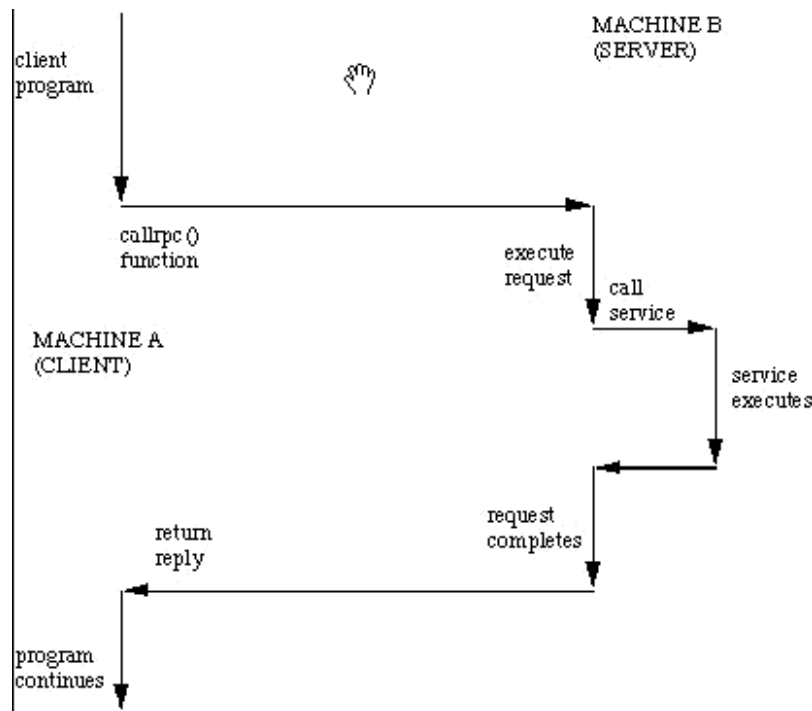 MACHINE B
(SERVER)
client
program
callrpc()
function
execute
request
call
service
MACHINE A
(CLIENT)
service
executes
request
completes
return
reply
program
continues